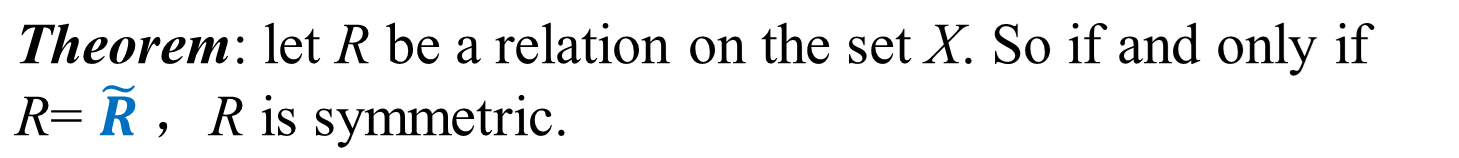 Theorem: let R be a relation on the set X. So if and only if
R= R̃ ， R is symmetric.